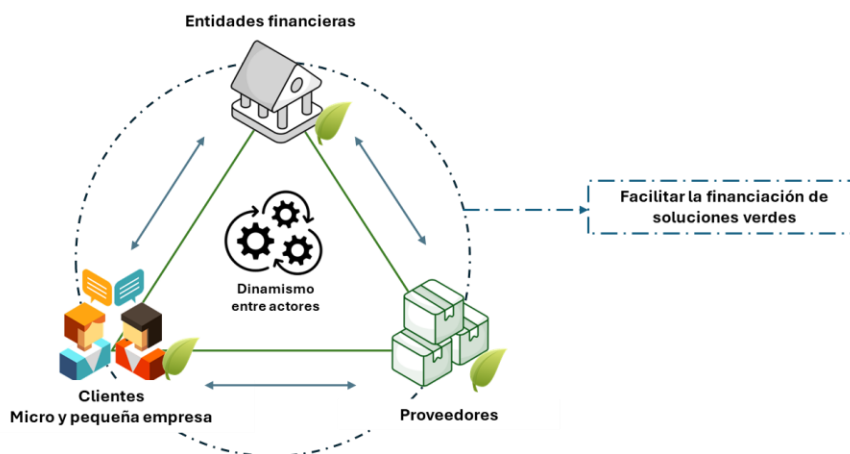 Entidades financieras
Facilitar la financiación de
soluciones verdes
Dinamismo
entre actores
Clientes
Micro y pequeña empresa
Proveedores